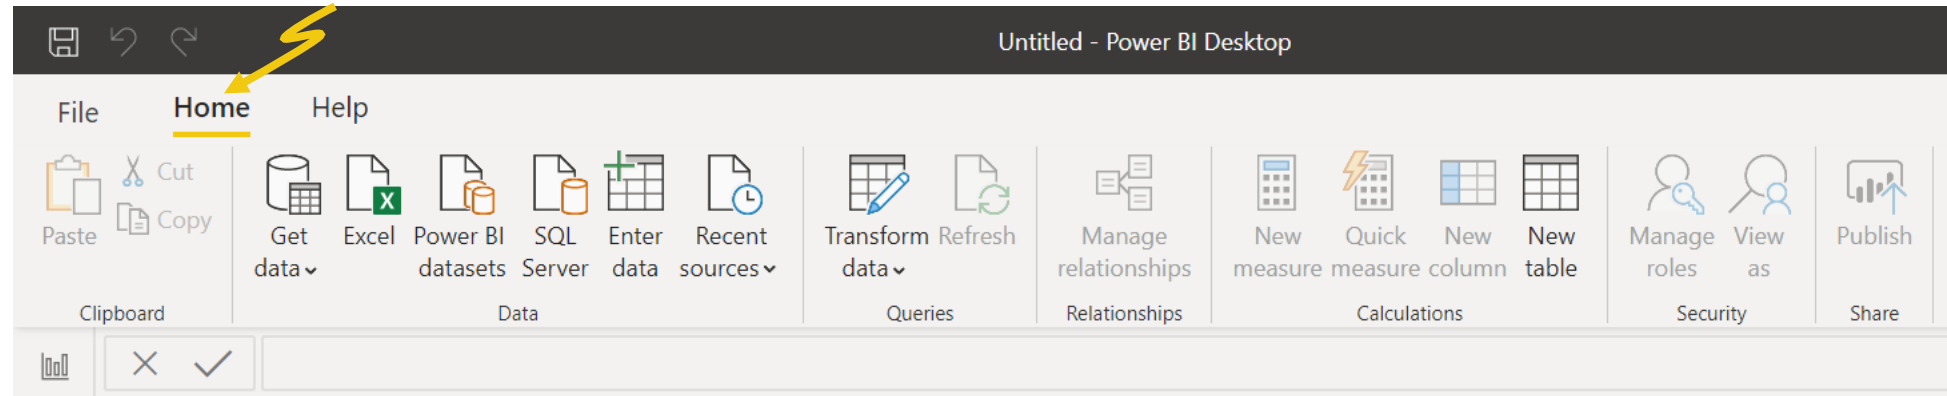 Untitled - Power BI Desktop
File Home Help
Paste
Cut
Copy
Clipboard
Get data
Excel
Power BI datasets
SQL Server
Enter data
Recent sources
Data
Transform data
Refresh
Queries
Manage relationships
Relationships
New measure
Quick measure
New column
New table
Calculations
Manage roles
View as
Security
Publish
Share